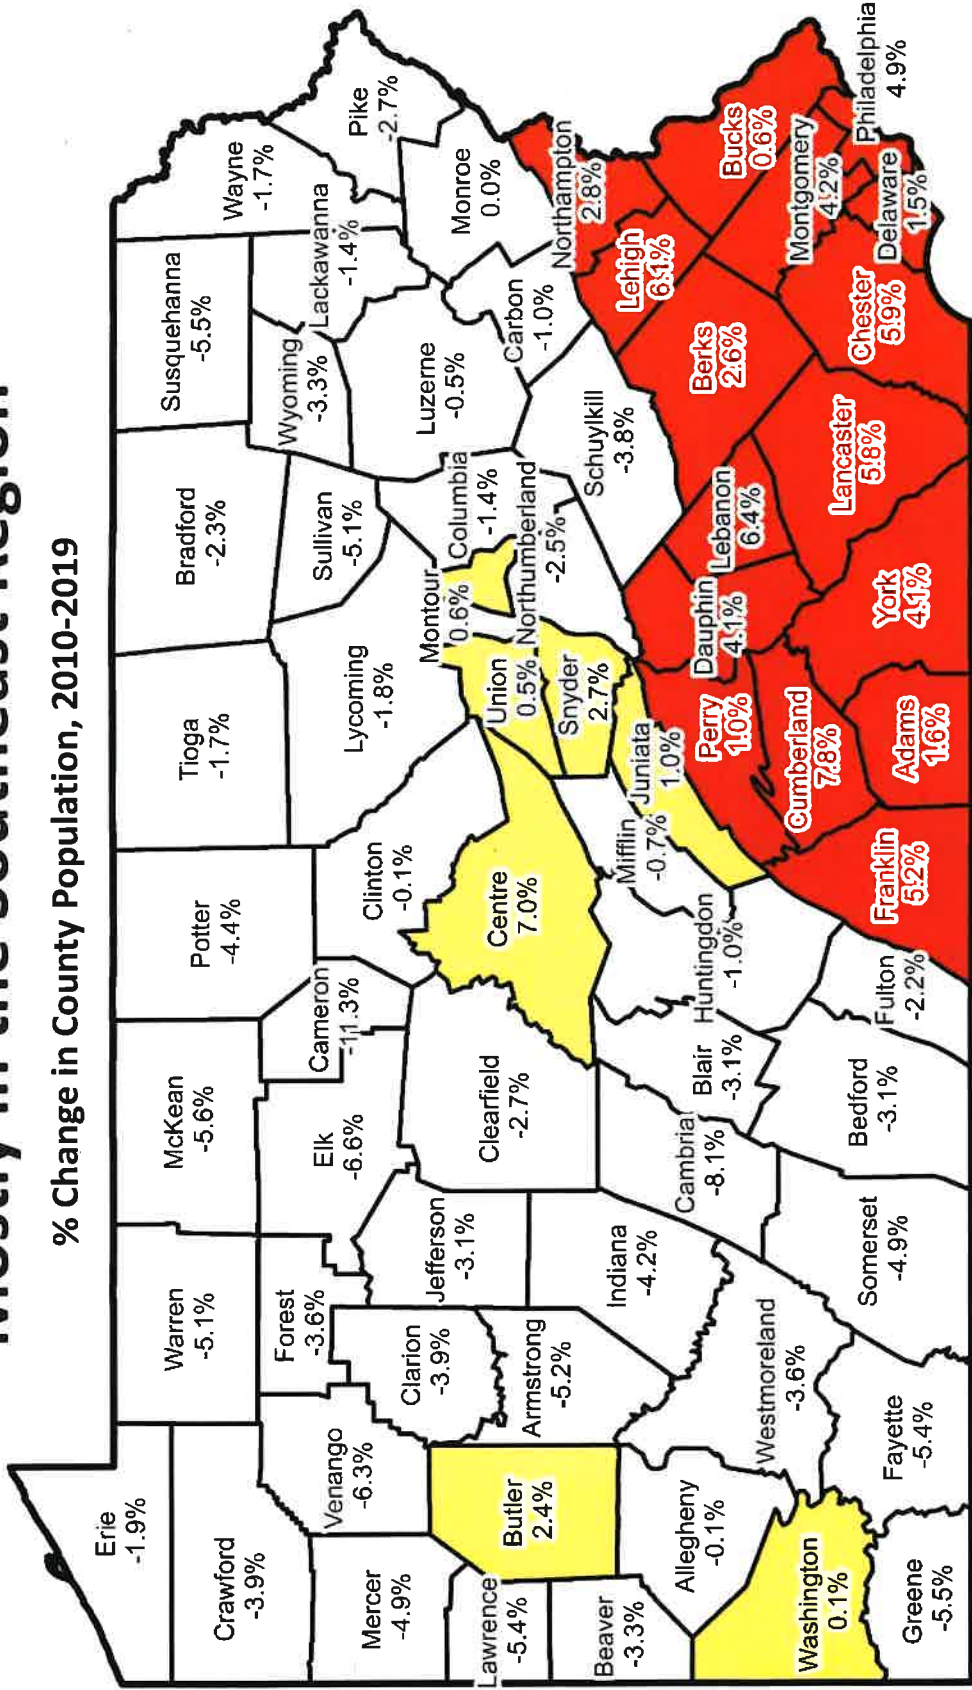 Mostly in the Southeast Region
% Change in County Population, 2010-2019
Erie
-1.9%
Crawford
-3.9%
Warren
-5.1%
McKean
-5.6%
Potter
-4.4%
Tioga
-1.7%
Bradford
-2.3%
Susquehanna
-5.5%
Wayne
-1.7%
Pike
-2.7%
Wyoming
-3.3%
Lackawanna
-1.4%
Sullivan
-5.1%
Forest
-3.6%
Elk
-6.6%
Cameron
-11.3%
Clinton
-0.1%
Lycoming
-1.8%
Venango
-6.3%
Mercer
-4.9%
Clarion
-3.9%
Jefferson
-3.1%
Clearfield
-2.7%
Centre
7.0%
Montour
0.6%
Columbia
-1.4%
Luzerne
-0.5%
Monroe
0.0%
Lawrence
-5.4%
Butler
2.4%
Armstrong
-5.2%
Indiana
-4.2%
Union
0.5%
Snyder
2.7%
Northumberland
-2.5%
Schuylkill
-3.8%
Carbon
-1.0%
Northampton
2.8%
Lehigh
6.1%
Beaver
-3.3%
Allegheny
-0.1%
Westmoreland
-3.6%
Cambria
-8.1%
Blair
-3.1%
Huntingdon
-1.0%
Mifflin
-0.7%
Juniata
1.0%
Perry
1.0%
Dauphin
4.1%
Lebanon
6.4%
Berks
2.6%
Bucks
0.6%
Montgomery
4.2%
Washington
0.1%
Greene
-5.5%
Fayette
-5.4%
Somerset
-4.9%
Bedford
-3.1%
Fulton
-2.2%
Franklin
5.2%
Cumberland
7.8%
Adams
1.6%
York
4.1%
Lancaster
5.8%
Chester
5.9%
Delaware
1.5%
Philadelphia
4.9%